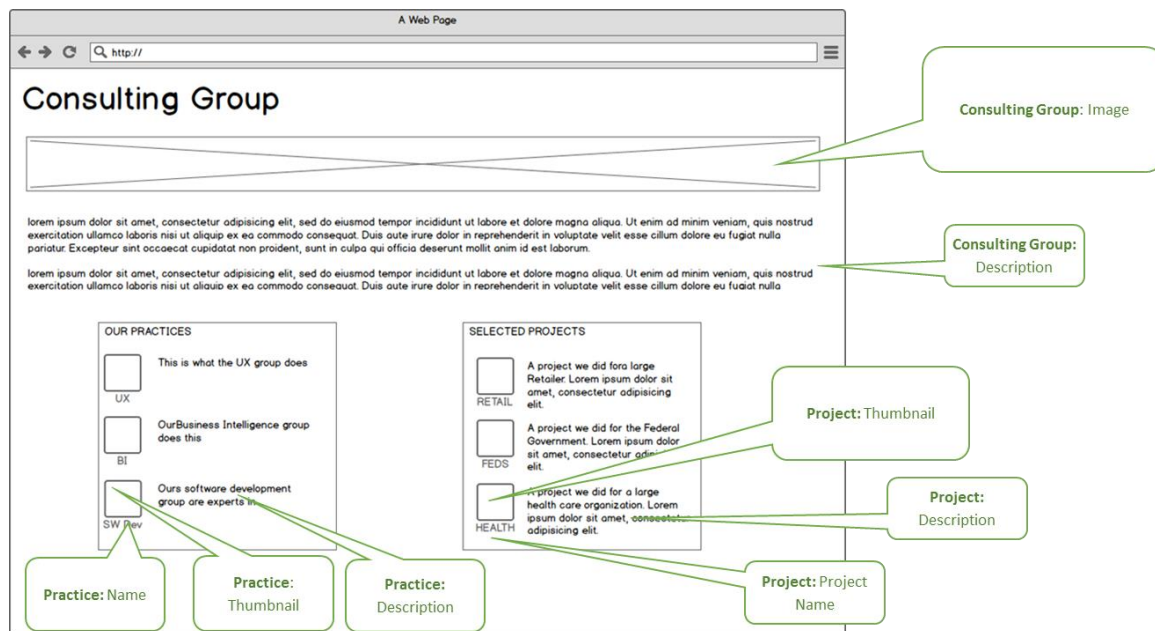 A Web Page
http://
Consulting Group
Consulting Group: Image
lorem ipsum dolor sit amet, consectetur adipisicing elit, sed do eiusmod tempor incididunt ut labore et dolore magna aliqua. Ut enim ad minim veniam, quis nostrud
exercitation ullamco laboris nisi ut aliquip ex ea commodo consequat. Duis aute irure dolor in reprehenderit in voluptate velit esse cillum dolore eu fugiat nulla
pariatur. Excepteur sint occaecat cupidatat non proident, sunt in culpa qui officia deserunt mollit anim id est laborum.
lorem ipsum dolor sit amet, consectetur adipisicing elit, sed do eiusmod tempor incididunt ut labore et dolore magna aliqua. Ut enim ad minim veniam, quis nostrud
exercitation ullamco laboris nisi ut aliquip ex ea commodo consequat. Duis aute irure dolor in reprehenderit in voluptate velit esse cillum dolore eu fugiat nulla
Consulting Group:
Description
OUR PRACTICES
This is what the UX group does
UX
OurBusiness Intelligence group
does this
BI
Ours software development
group are experts in
SW Dev
SELECTED PROJECTS
A project we did fora large
Retailer. Lorem ipsum dolor sit
amet, consectetur adipisicing
elit.
RETAIL
A project we did for the Federal
Government. Lorem ipsum dolor
sit amet, consectetur
elit.
FEDS
A project we did for a large
health care organization. Lorem
ipsum dolor sit amet, consectetur
adipisicing elit.
HEALTH
Project: Thumbnail
Project:
Description
Project: Project
Name
Practice: Name
Practice:
Thumbnail
Practice:
Description